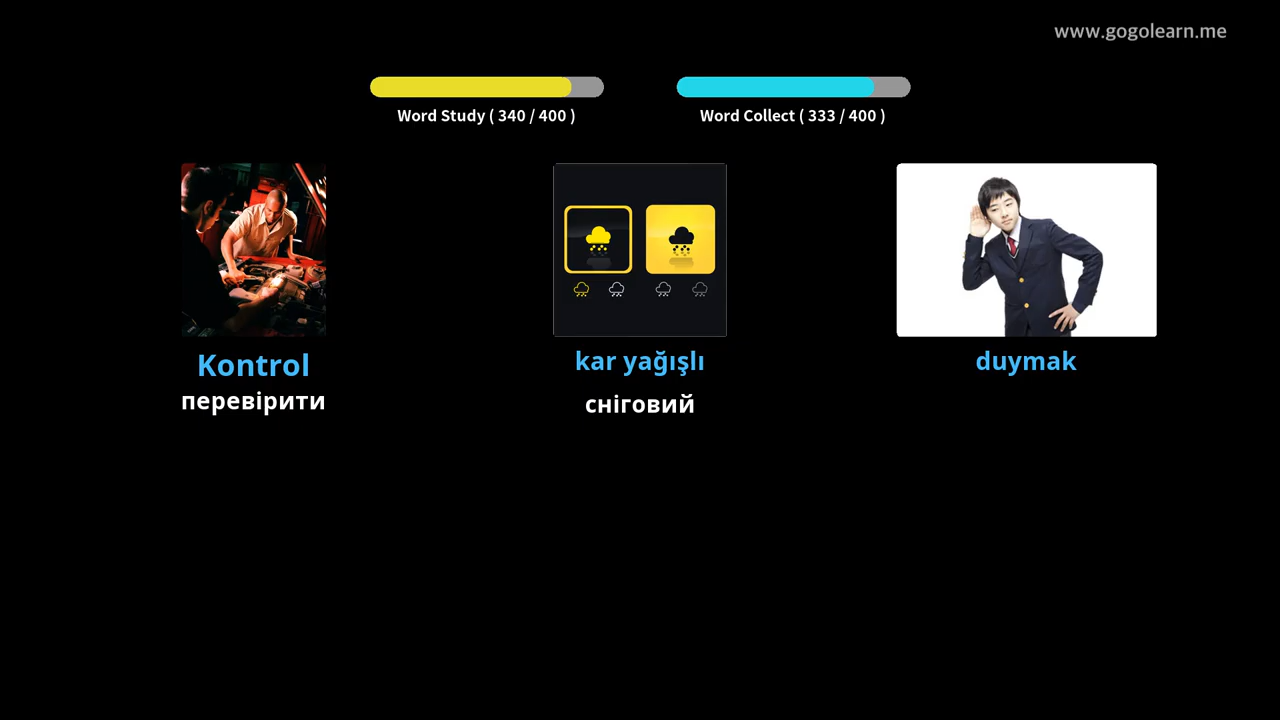 www.gogolearn.me
Word Study ( 340 / 400 )
Word Collect ( 333 / 400 )
Kontrol
перевірити
kar yağışlı
сніговий
duymak